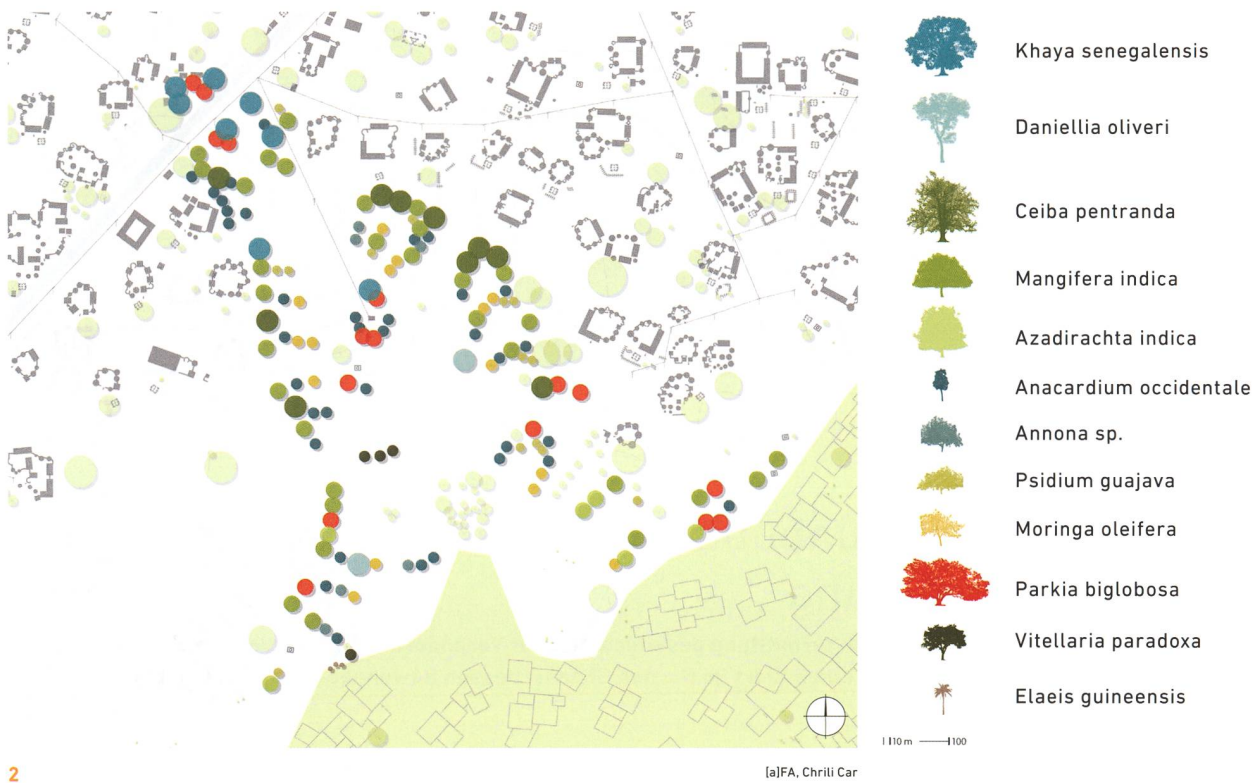 Khaya senegalensis
Daniellia oliveri
Ceiba pentranda
Mangifera indica
Azadirachta indica
Anacardium occidentale
Annona sp.
Psidium guajava
Moringa oleifera
Parkia biglobosa
Vitellaria paradoxa
Elaeis guineensis
10 m 100
2
[a]FA, Chrili Car